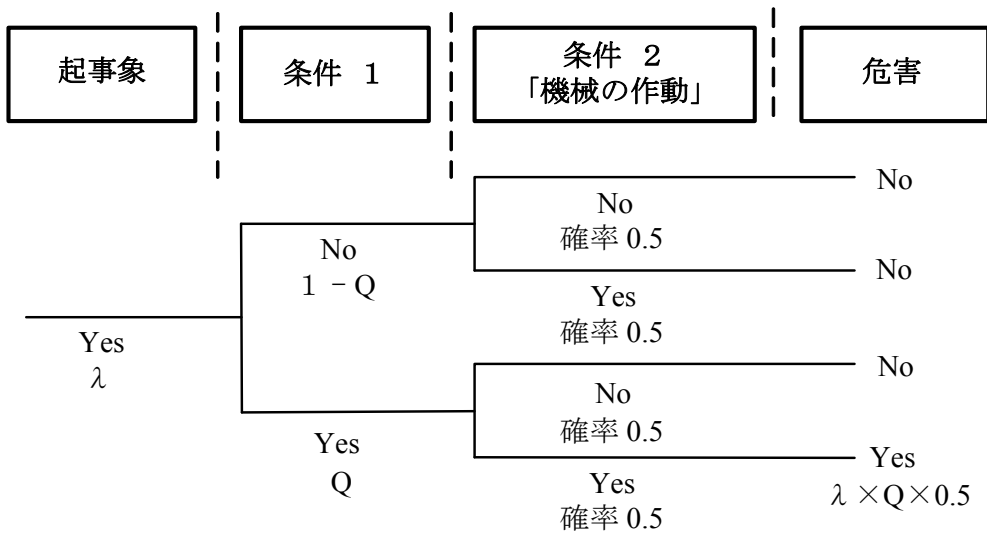 起事象
条件 1
条件 2
「機械の作動」
危害
No
No
確率 0.5
No
1 - Q
No
Yes
確率 0.5
Yes
λ
No
No
確率 0.5
Yes
Q
Yes
λ×Q×0.5
Yes
確率 0.5